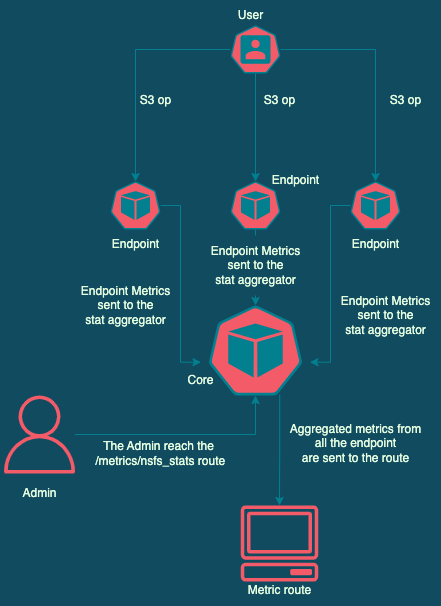 User
S3 op
S3 op
S3 op
Endpoint
Endpoint
Endpoint
Endpoint Metrics
sent to the
stat aggregator
Endpoint Metrics
sent to the
stat aggregator
Endpoint Metrics
sent to the
stat aggregator
Core
The Admin reach the
/metrics/nsfs_stats route
Admin
Aggregated metrics from
all the endpoint
are sent to the route
Metric route